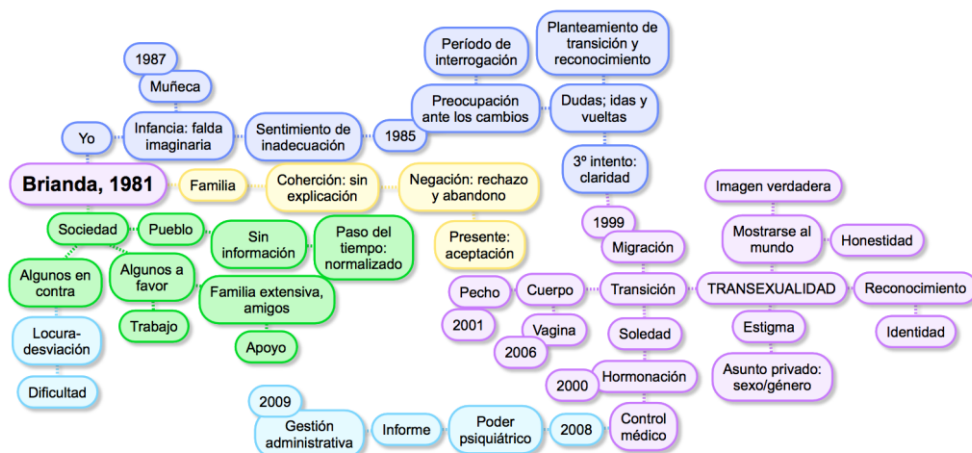 Período de
interrogación
Planteamiento de
transición y
reconocimiento
1987
Muñeca
Yo
Infancia: falda
imaginaria
Sentimiento de
inadecuación
1985
Preocupación
ante los cambios
Dudas; idas y
vueltas
3º intento:
claridad
Brianda, 1981
Familia
Coherción: sin
explicación
Negación: rechazo
y abandono
Presente:
aceptación
Sociedad
Pueblo
Sin
información
Paso del
tiempo:
normalizado
Algunos en
contra
Algunos a
favor
Familia extensiva,
amigos
Locura-
desviación
Trabajo
Apoyo
Dificultad
1999
Migración
Imagen verdadera
Mostrarse al
mundo
Honestidad
Pecho
2001
Cuerpo
Vagina
2006
Transición
TRANSEXUALIDAD
Reconocimiento
Identidad
Soledad
Estigma
Asunto privado:
sexo/género
2000
Hormonación
Control
médico
2008
Poder
psiquiátrico
Informe
2009
Gestión
administrativa